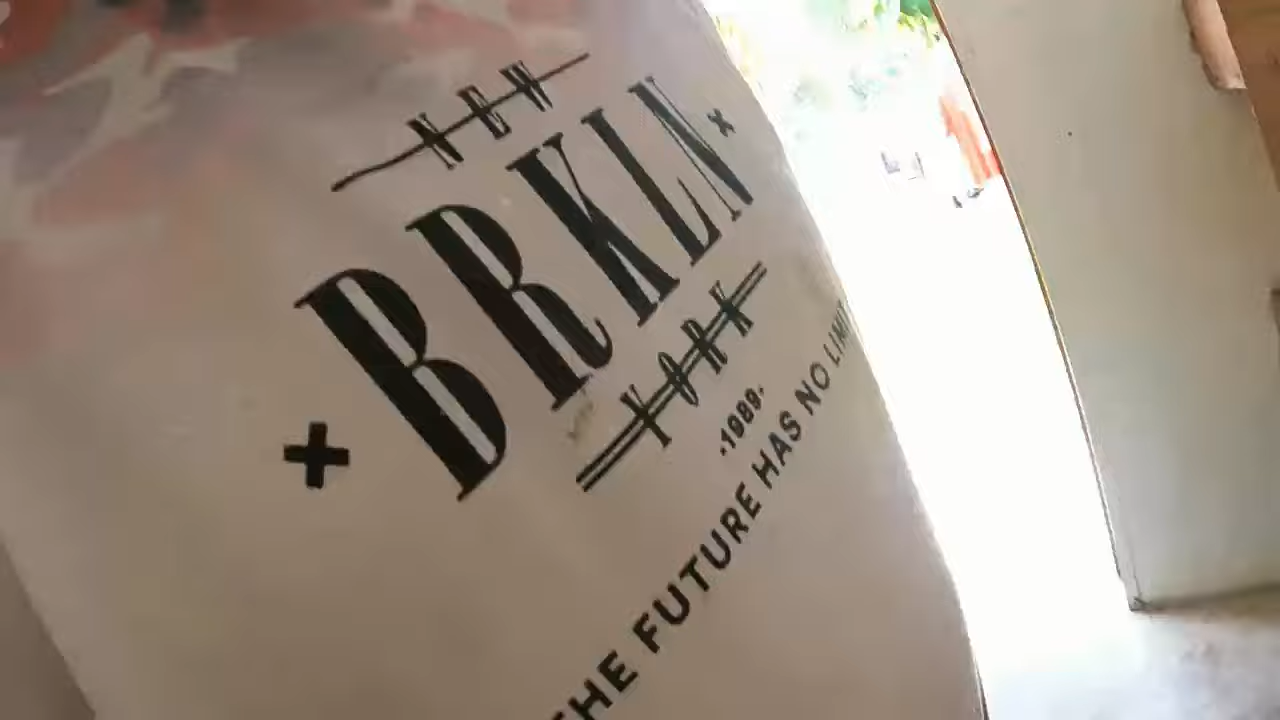 NEW
BRKLN
YORK
.1989.
THE FUTURE HAS NO LIMIT